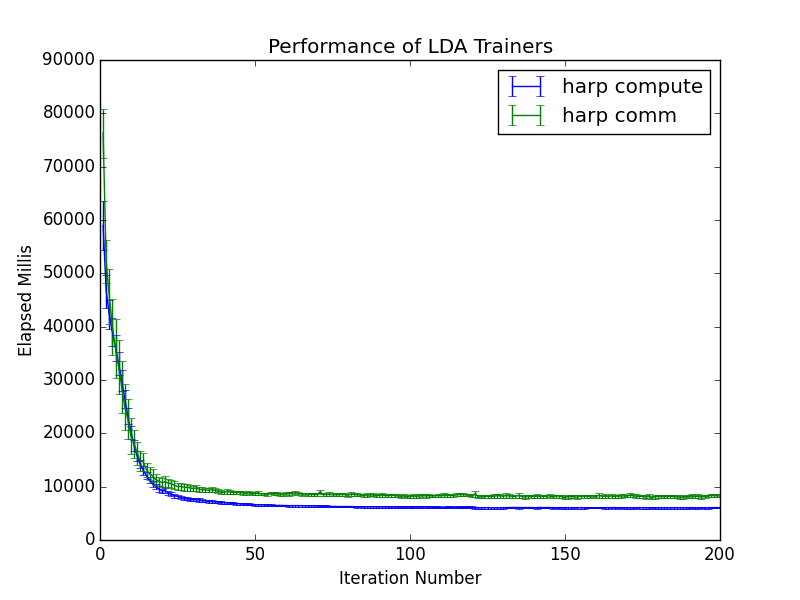 Performance of LDA Trainers
90000
80000
70000
60000
50000
40000
30000
20000
10000
0
Elapsed Millis
harp compute
harp comm
0 50 100 150 200
Iteration Number